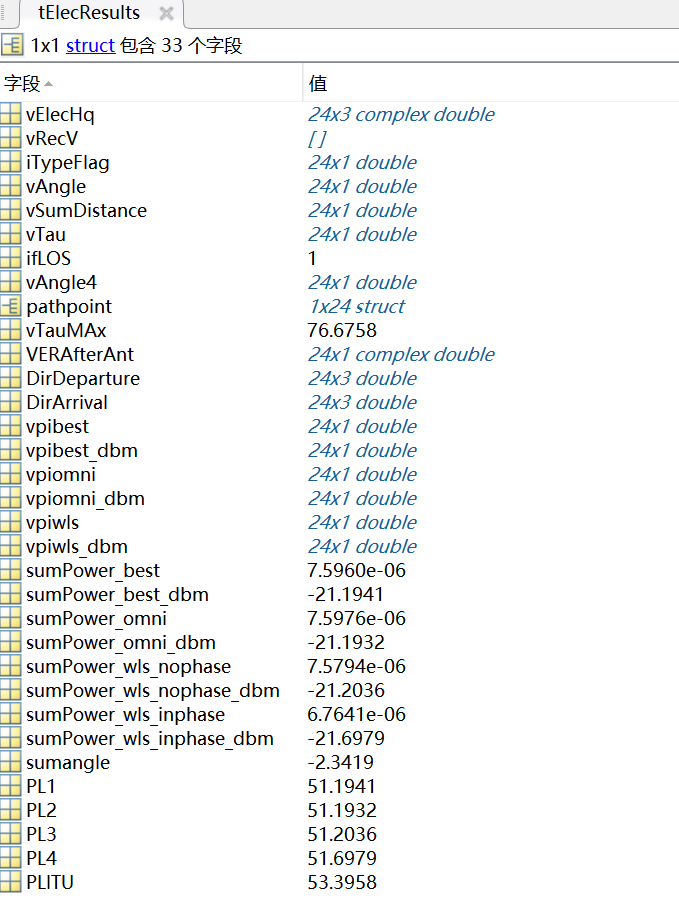 tElecResults
1x1 struct 包含 33 个字段
字段 值
vElecHq 24x3 complex double
vRecV []
iTypeFlag 24x1 double
vAngle 24x1 double
vSumDistance 24x1 double
vTau 24x1 double
ifLOS 1
vAngle4 24x1 double
pathpoint 1x24 struct
vTauMAx 76.6758
VERAfterAnt 24x1 complex double
DirDeparture 24x3 double
DirArrival 24x3 double
vpibest 24x1 double
vpibest_dbm 24x1 double
vpiomni 24x1 double
vpiomni_dbm 24x1 double
vpiwls 24x1 double
vpiwls_dbm 24x1 double
sumPower_best 7.5960e-06
sumPower_best_dbm -21.1941
sumPower_omni 7.5976e-06
sumPower_omni_dbm -21.1932
sumPower_wls_nophase 7.5794e-06
sumPower_wls_nophase_dbm -21.2036
sumPower_wls_inphase 6.7641e-06
sumPower_wls_inphase_dbm -21.6979
sumangle -2.3419
PL1 51.1941
PL2 51.1932
PL3 51.2036
PL4 51.6979
PLITU 53.3958